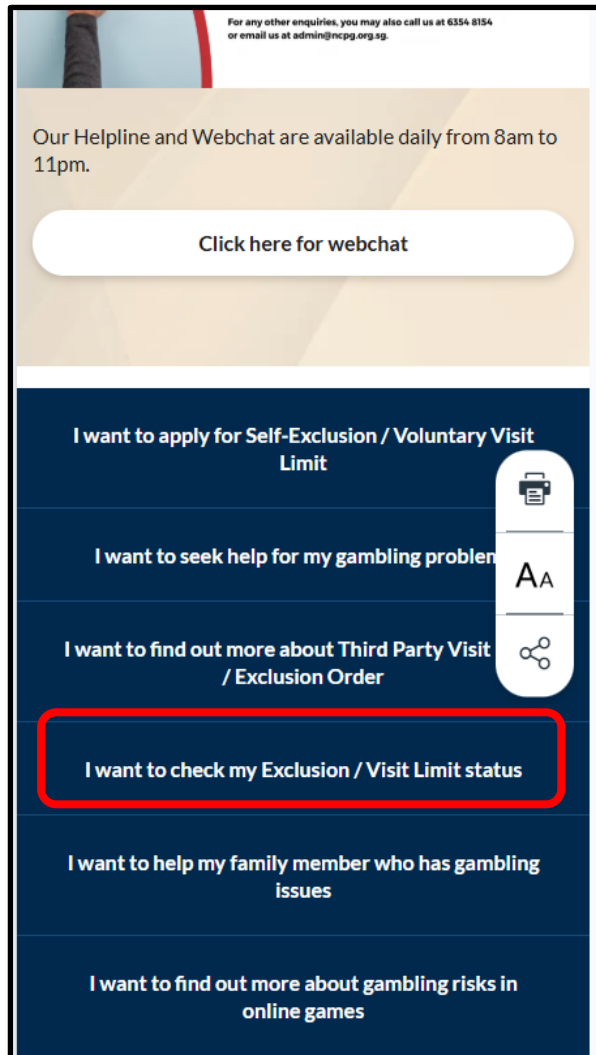 For any other enquiries, you may also call us at 6354 8154
or email us at admin@ncpg.org.sg.
Our Helpline and Webchat are available daily from 8am to
11pm.
Click here for webchat
I want to apply for Self-Exclusion / Voluntary Visit
Limit
I want to seek help for my gambling problem
AA
I want to find out more about Third Party Visit
/ Exclusion Order
I want to check my Exclusion / Visit Limit status
I want to help my family member who has gambling
issues
I want to find out more about gambling risks in
online games